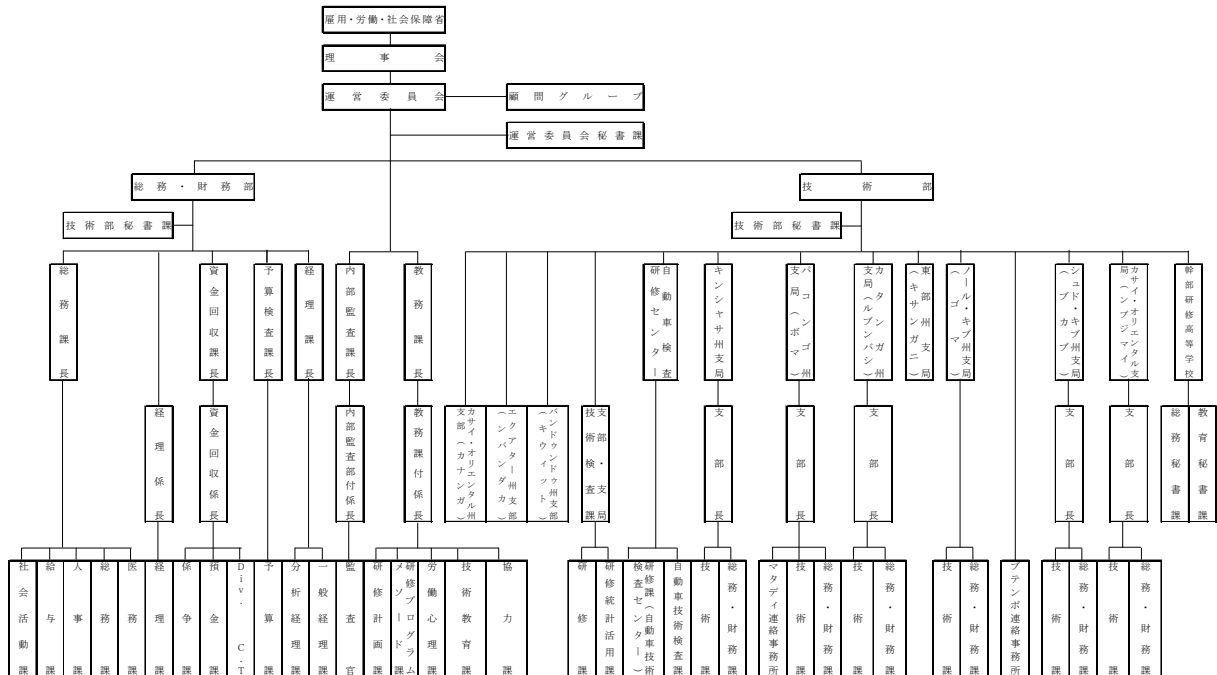 雇用・労働・社会保障省
理事会
運営委員会
顧問グループ
運営委員会秘書課
総務・財務部
技術部
技術部秘書課
技術部秘書課
総務課長
資金回収課長
予算検査課長
経理課長
内部監査課長
教務課長
自動車検査
研修センター
キンシャサ州支局
バコンゴ州
支局(ボマ)
カタンガ州
支局(ルブンバシ)
東部州支局
(キサンガニ)
ノール・キブ州支局
(ゴマ)
シュド・キブ州支局
(ブカブ)
カサイ・オリエンタル支
局(ンブジマイ)
幹部研修高等学校
経理係長
資金回収係長
内部監査部付係長
教務課付係長
カサイ・オリエンタル州
支部(カナンガ)
エクアター州支部
(ンバンダカ)
バンドゥンドゥ州支部
(キウィット)
支部・支局
技術検査課
支部長
支部長
支部長
支部長
支部長
総務秘書課
教育秘書課
社会活動課
給与課
人事課
総務課
医務課
経理課
係争課
預金課
Div. C.T
予算課
分析経理課
一般経理課
監査官
研修計画課
研修プログラム
メソード課
労働心理課
技術教育課
協力課
研修課
研修統計活用課
研修課(自動車技術
検査センター)
自動車技術検査課
技術課
総務・財務課
マタディ連絡事務所
技術課
総務・財務課
技術課
総務・財務課
技術課
総務・財務課
ブテンボ連絡事務所
技術課
総務・財務課
技術課
総務・財務課